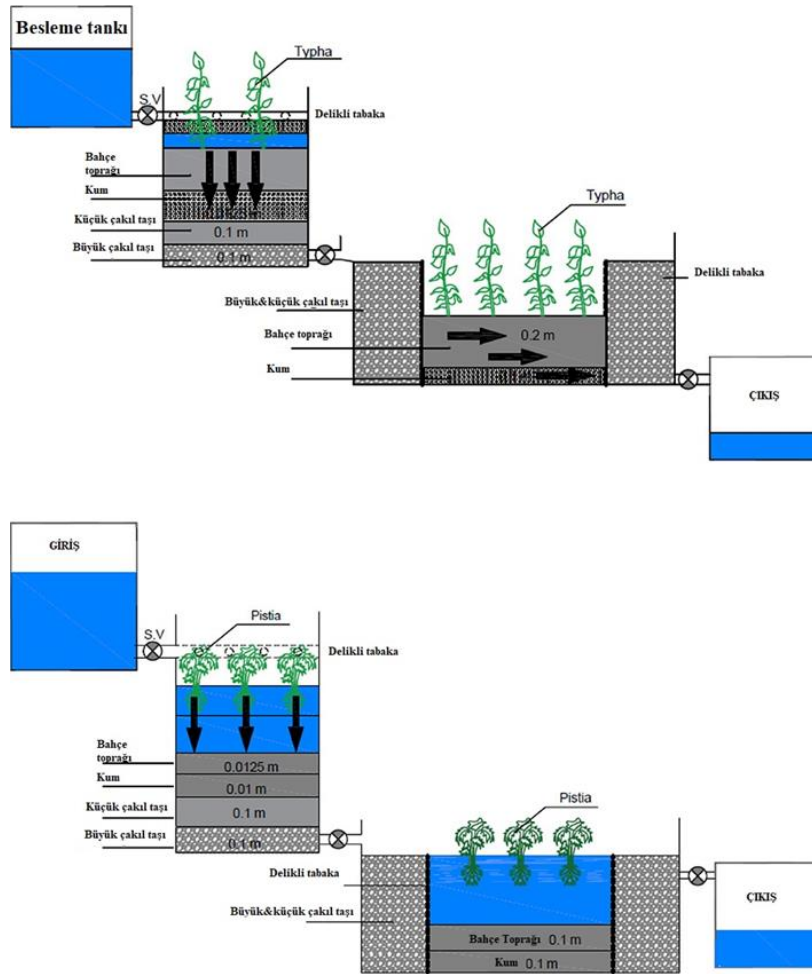 Besleme tankı
Typha
S.V
Delikli tabaka
Bahçe
toprağı
Kum
Küçük çakıl taşı
0.1 m
Büyük çakıl taşı
0.1 m
Typha
Delikli tabaka
Büyük&küçük çakıl taşı
Bahçe toprağı
0.2 m
Kum
ÇIKIŞ
GİRİŞ
Pistia
S.V
Delikli tabaka
Bahçe
toprağı
0.0125 m
Kum
0.01 m
Küçük çakıl taşı
0.1 m
Büyük çakıl taşı
0.1 m
Pistia
Delikli tabaka
Büyük&küçük çakıl taşı
ÇIKIŞ
Bahçe Toprağı 0.1 m
Kum 0.1 m